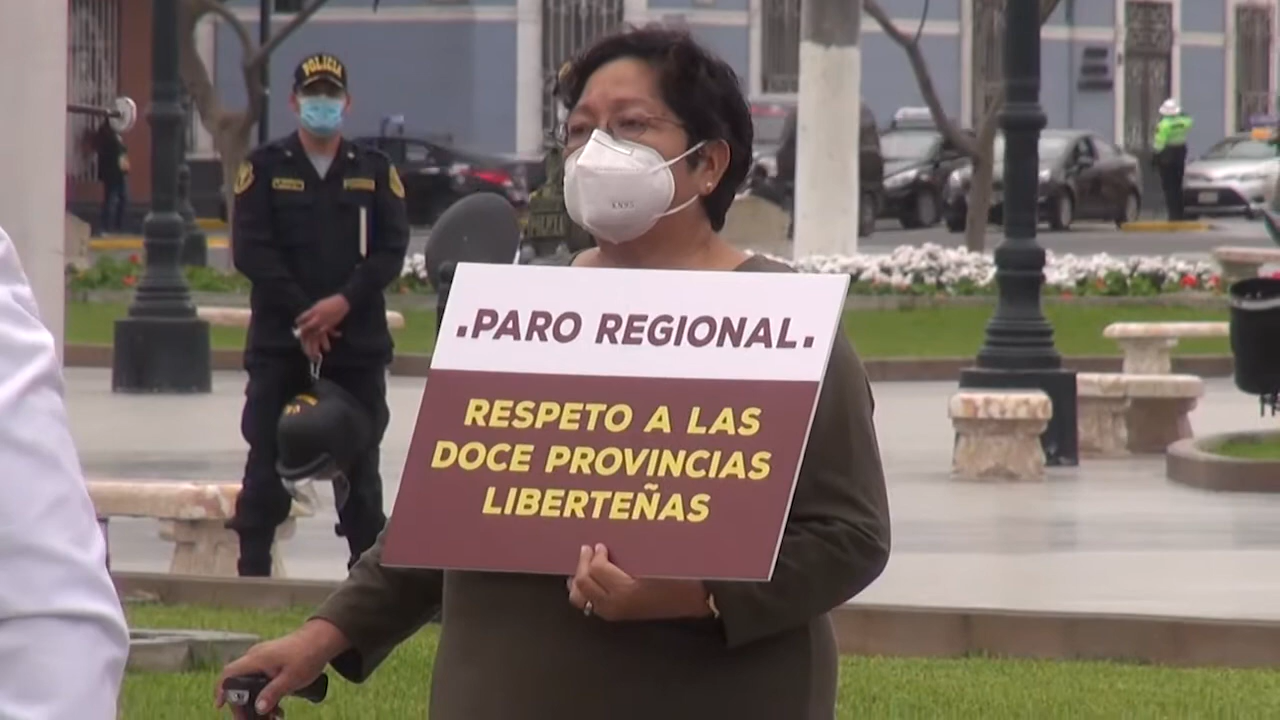 POLICIA
.PARO REGIONAL.
RESPETO A LAS
DOCE PROVINCIAS
LIBERTEÑAS